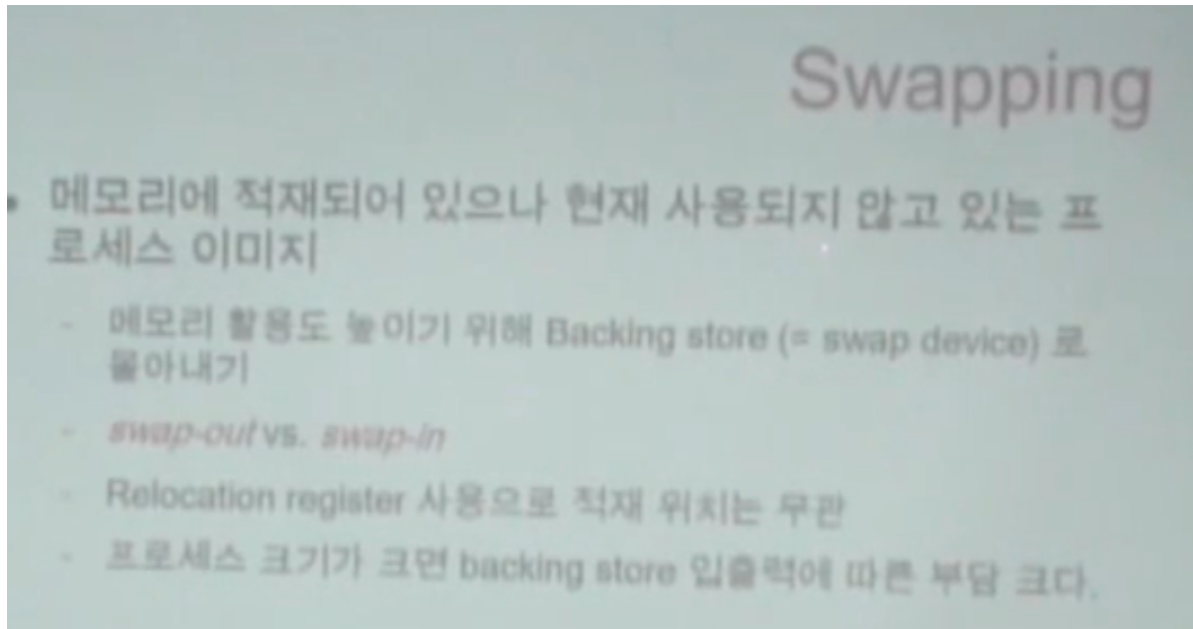 Swapping
• 메모리에 적재되어 있으나 현재 사용되지 않고 있는 프
로세스 이미지
- 메모리 활용도 높이기 위해 Backing store (= swap device) 로
몰아내기
- swap-out vs. swap-in
- Relocation register 사용으로 적재 위치는 무관
- 프로세스 크기가 크면 backing store 입출력에 따른 부담 크다.